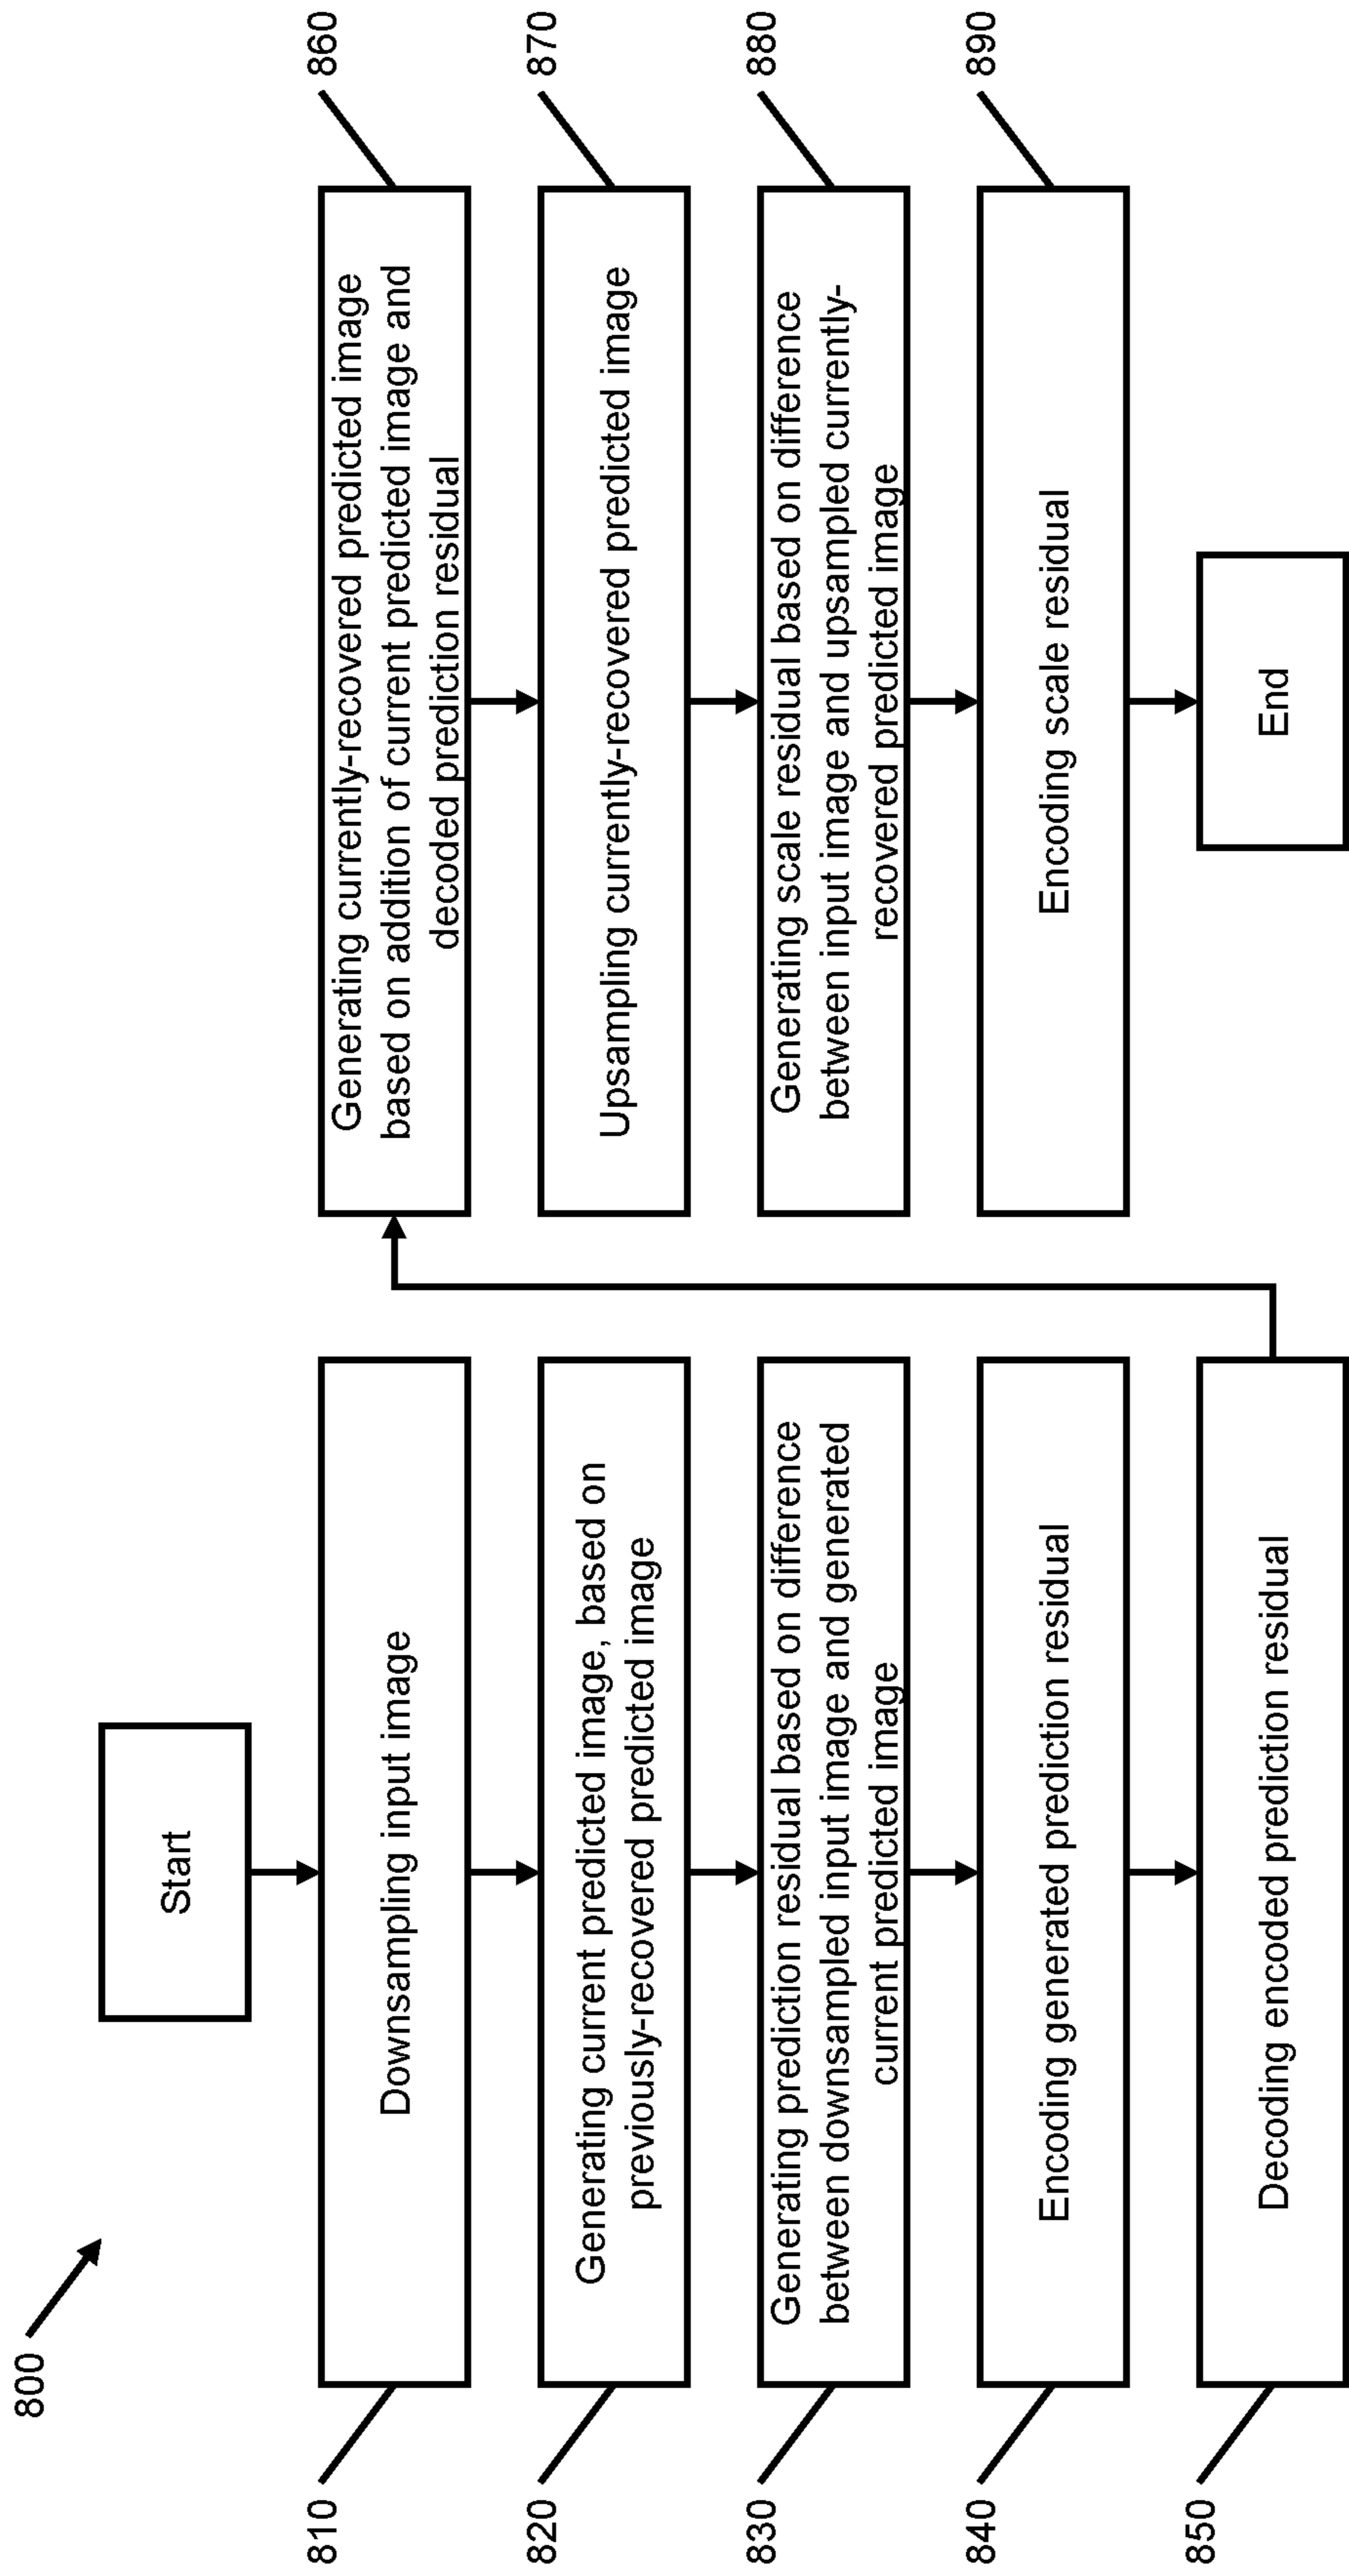 800
Start
810
Downsampling input image
820
Generating current predicted image, based on
previously-recovered predicted image
830
Generating prediction residual based on difference
between downsampled input image and generated
current predicted image
840
Encoding generated prediction residual
850
Decoding encoded prediction residual
860
Generating currently-recovered predicted image
based on addition of current predicted image and
decoded prediction residual
870
Upsampling currently-recovered predicted image
880
Generating scale residual based on difference
between input image and upsampled currently-
recovered predicted image
890
Encoding scale residual
End